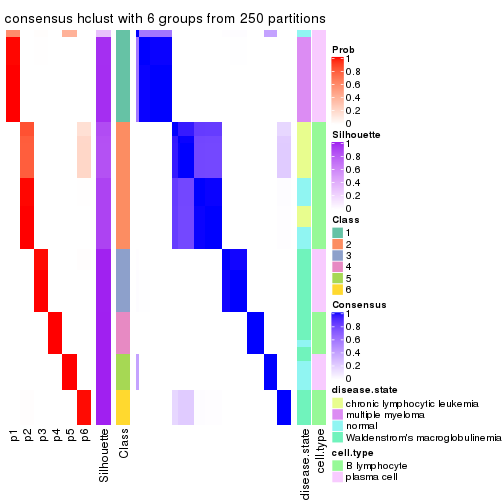 consensus hclust with 6 groups from 250 partitions
Prob
1
0.8
0.6
0.4
0.2
0
Silhouette
1
0.8
0.6
0.4
0.2
0
Class
1
2
3
4
5
6
Consensus
1
0.8
0.6
0.4
0.2
0
disease.state
chronic lymphocytic leukemia
multiple myeloma
normal
Waldenstrom's macroglobulinemia
cell.type
B lymphocyte
plasma cell
p1
p2
p3
p4
p5
p6
Silhouette
Class
disease.state
cell.type